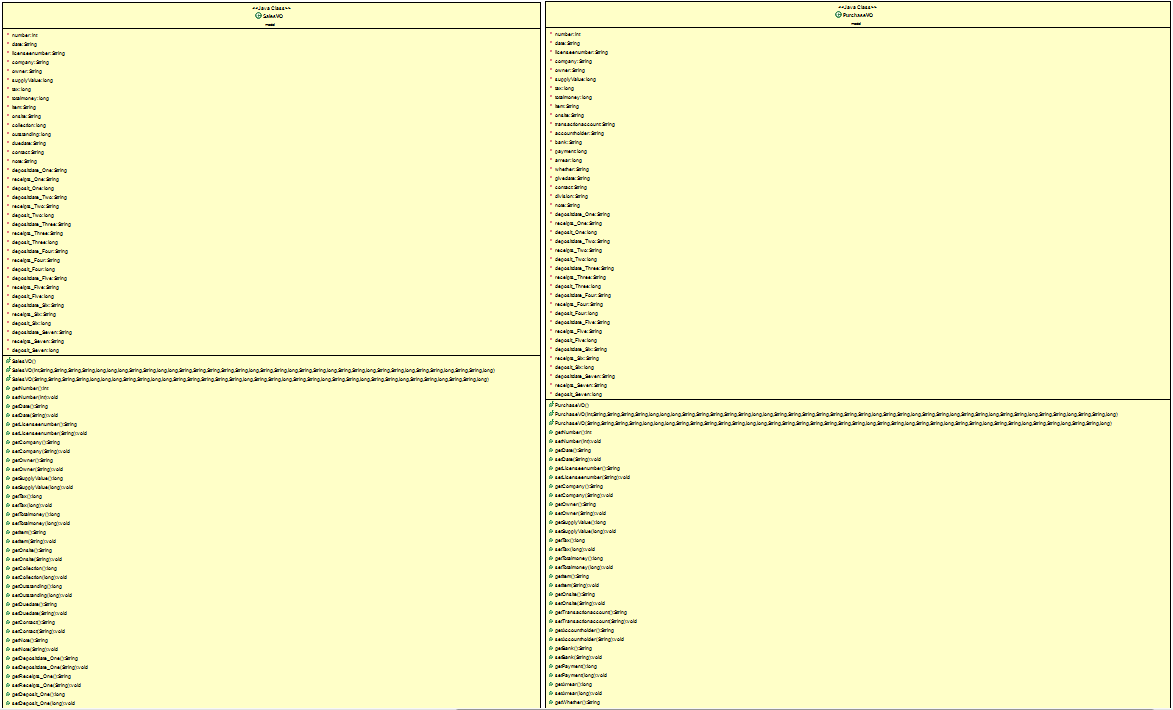 <<Java Class>>
SalesVO
model
number:int
date:String
licenseenumber:String
company:String
owner:String
supplyValue:long
tax:long
totalmoney:long
item:String
onsite:String
collection:long
outstanding:long
duedate:String
contact:String
note:String
depositdate_One:String
receipts_One:String
deposit_One:long
depositdate_Two:String
receipts_Two:String
deposit_Two:long
depositdate_Three:String
receipts_Three:String
deposit_Three:long
depositdate_Four:String
receipts_Four:String
deposit_Four:long
depositdate_Five:String
receipts_Five:String
deposit_Five:long
depositdate_Six:String
receipts_Six:String
deposit_Six:long
depositdate_Seven:String
receipts_Seven:String
deposit_Seven:long
SalesVO()
getNumber():int
setNumber(int):void
getDate():String
setDate(String):void
getLicenseenumber():String
setLicenseenumber(String):void
getCompany():String
setCompany(String):void
getOwner():String
setOwner(String):void
getSupplyValue():long
setSupplyValue(long):void
getTax():long
setTax(long):void
getTotalmoney():long
setTotalmoney(long):void
getItem():String
setItem(String):void
getOnsite():String
setOnsite(String):void
getCollection():long
setCollection(long):void
getOutstanding():long
setOutstanding(long):void
getDuedate():String
setDuedate(String):void
getContact():String
setContact(String):void
getNote():String
setNote(String):void
getDepositdate_One():String
setDepositdate_One(String):void
getReceipts_One():String
setReceipts_One(String):void
getDeposit_One():long
setDeposit_One(long):void
<<Java Class>>
PurchaseVO
model
number:int
date:String
licenseenumber:String
company:String
owner:String
supplyValue:long
tax:long
totalmoney:long
item:String
onsite:String
transactionaccount:String
accountholder:String
bank:String
payment:long
arrear:long
whether:String
givedate:String
contact:String
division:String
note:String
depositdate_One:String
receipts_One:String
deposit_One:long
depositdate_Two:String
receipts_Two:String
deposit_Two:long
depositdate_Three:String
receipts_Three:String
deposit_Three:long
depositdate_Four:String
receipts_Four:String
deposit_Four:long
depositdate_Five:String
receipts_Five:String
deposit_Five:long
depositdate_Six:String
receipts_Six:String
deposit_Six:long
depositdate_Seven:String
receipts_Seven:String
deposit_Seven:long
PurchaseVO()
getNumber():int
setNumber(int):void
getDate():String
setDate(String):void
getLicenseenumber():String
setLicenseenumber(String):void
getCompany():String
setCompany(String):void
getOwner():String
setOwner(String):void
getSupplyValue():long
setSupplyValue(long):void
getTax():long
setTax(long):void
getTotalmoney():long
setTotalmoney(long):void
getItem():String
setItem(String):void
getOnsite():String
setOnsite(String):void
getTransactionaccount():String
setTransactionaccount(String):void
getAccountholder():String
setAccountholder(String):void
getBank():String
setBank(String):void
getPayment():long
setPayment(long):void
getArrear():long
setArrear(long):void
getWhether():String